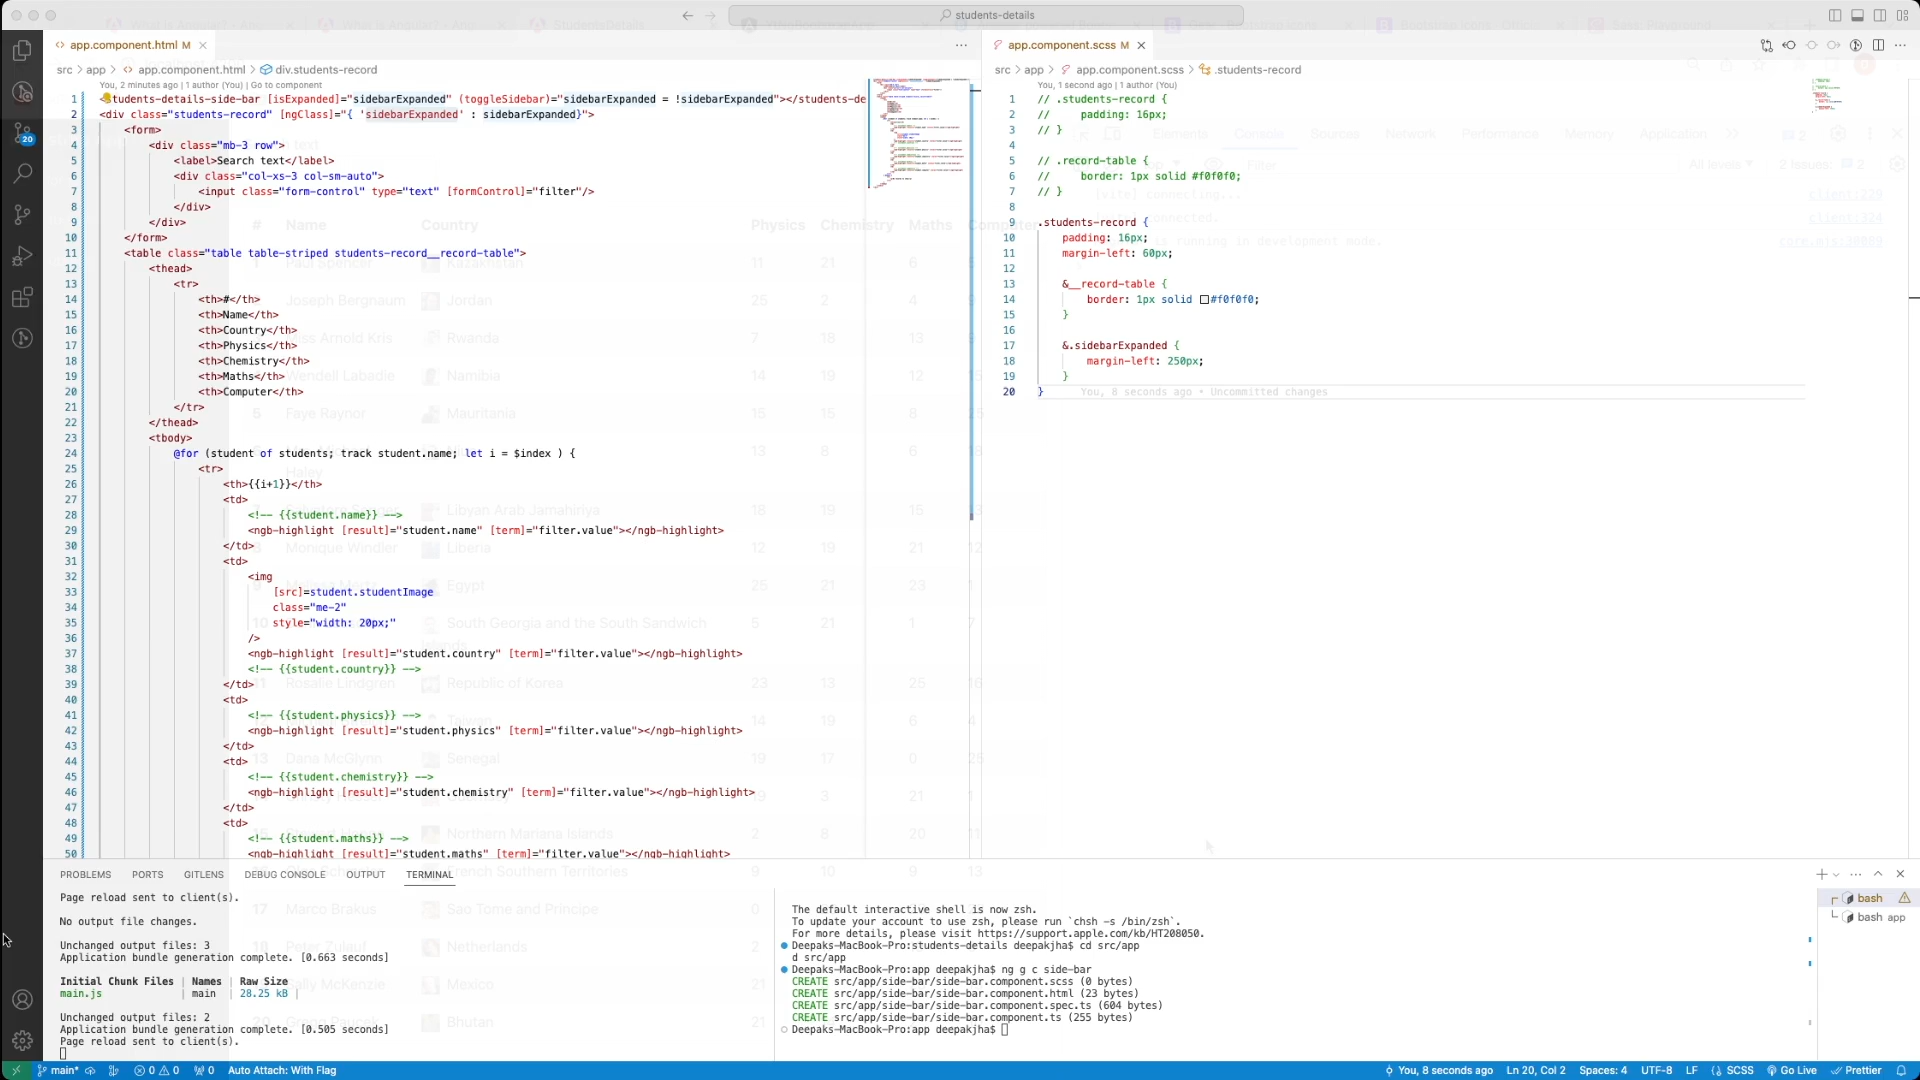 students-details
app.component.html M
app.component.scss M
src > app > app.component.html > div.students-record
src > app > app.component.scss > .students-record
You, 2 minutes ago | 1 author (You) | Go to component
1 <students-details-side-bar [isExpanded]="sidebarExpanded" (toggleSidebar)="sidebarExpanded = !sidebarExpanded"></students-de
2 <div class="students-record" [ngClass]="{ 'sidebarExpanded' : sidebarExpanded}">
3 <form>
4 <div class="mb-3 row">
5 <label>Search text</label>
6 <div class="col-xs-3 col-sm-auto">
7 <input class="form-control" type="text" [formControl]="filter"/>
8 </div>
9 </div>
10 </form>
11 <table class="table table-striped students-record__record-table">
12 <thead>
13 <tr>
14 <th>#</th>
15 <th>Name</th>
16 <th>Country</th>
17 <th>Physics</th>
18 <th>Chemistry</th>
19 <th>Maths</th>
20 <th>Computer</th>
21 </tr>
22 </thead>
23 <tbody>
24 @for (student of students; track student.name; let i = $index ) {
25 <tr>
26 <th>{{i+1}}</th>
27 <td>
28 <!-- {{student.name}} -->
29 <ngb-highlight [result]="student.name" [term]="filter.value"></ngb-highlight>
30 </td>
31 <td>
32 <img
33 [src]=student.studentImage
34 class="me-2"
35 style="width: 20px;"
36 />
37 <ngb-highlight [result]="student.country" [term]="filter.value"></ngb-highlight>
38 <!-- {{student.country}} -->
39 </td>
40 <td>
41 <!-- {{student.physics}} -->
42 <ngb-highlight [result]="student.physics" [term]="filter.value"></ngb-highlight>
43 </td>
44 <td>
45 <!-- {{student.chemistry}} -->
46 <ngb-highlight [result]="student.chemistry" [term]="filter.value"></ngb-highlight>
47 </td>
48 <td>
49 <!-- {{student.maths}} -->
50 <ngb-highlight [result]="student.maths" [term]="filter.value"></ngb-highlight>
You, 1 second ago | 1 author (You)
1 // .students-record {
2 // padding: 16px;
3 // }
4
5 // .record-table {
6 // border: 1px solid #f0f0f0;
7 // }
8
9 .students-record {
10 padding: 16px;
11 margin-left: 60px;
12
13 &__record-table {
14 border: 1px solid #f0f0f0;
15 }
16
17 &.sidebarExpanded {
18 margin-left: 250px;
19 }
20 } You, 8 seconds ago • Uncommitted changes
# Name Country Physics Chemistry Maths Computer
Joseph Bergnaum Jordan 25 2 4
Miss Arnold Kris Rwanda 7 18 13
Wendell Labadie Namibia 14 19 12
5 Faye Raynor Mauritania 15 15 8 25
Libyan Arab Jamahiriya 18 19 15
Monique Windler Liberia 12 19 21 12
Egypt 25 21 23
10 South Georgia and the South Sandwich 5 21 1 7
11 Rosalie Lindgren Republic of Korea 23 13 25 16
Taiwan 14 19 6 4
13 Dana McGlynn Senegal 19 17 0 25
Northern Mariana Islands 2 8 20 11
French Southern Territories 9 10 9 13
17 Marco Brakus Sao Tome and Principe 0
18 Peter Zulauf Netherlands 2
Sally McKenzie Mexico 21
Bhutan 21
Elements Console Sources Network Performance Memory Application
Filter All levels 2 Issues: 2
[vite] connecting... client:229
connected. client:324
running in development mode.
20
PROBLEMS PORTS GITLENS DEBUG CONSOLE OUTPUT TERMINAL
Page reload sent to client(s).
No output file changes.
Unchanged output files: 3
Application bundle generation complete. [0.663 seconds]
Initial Chunk Files | Names | Raw Size
main.js | main | 28.25 kB |
Unchanged output files: 2
Application bundle generation complete. [0.505 seconds]
Page reload sent to client(s).
The default interactive shell is now zsh.
To update your account to use zsh, please run `chsh -s /bin/zsh`.
For more details, please visit https://support.apple.com/kb/HT208050.
Deepaks-MacBook-Pro:students-details deepakjha$ cd src/app
d src/app
Deepaks-MacBook-Pro:app deepakjha$ ng g c side-bar
CREATE src/app/side-bar/side-bar.component.scss (0 bytes)
CREATE src/app/side-bar/side-bar.component.html (23 bytes)
CREATE src/app/side-bar/side-bar.component.spec.ts (604 bytes)
CREATE src/app/side-bar/side-bar.component.ts (255 bytes)
Deepaks-MacBook-Pro:app deepakjha$
bash
bash app
main* 0 0 0 Auto Attach: With Flag
You, 8 seconds ago Ln 20, Col 2 Spaces: 4 UTF-8 LF SCSS Go Live Prettier